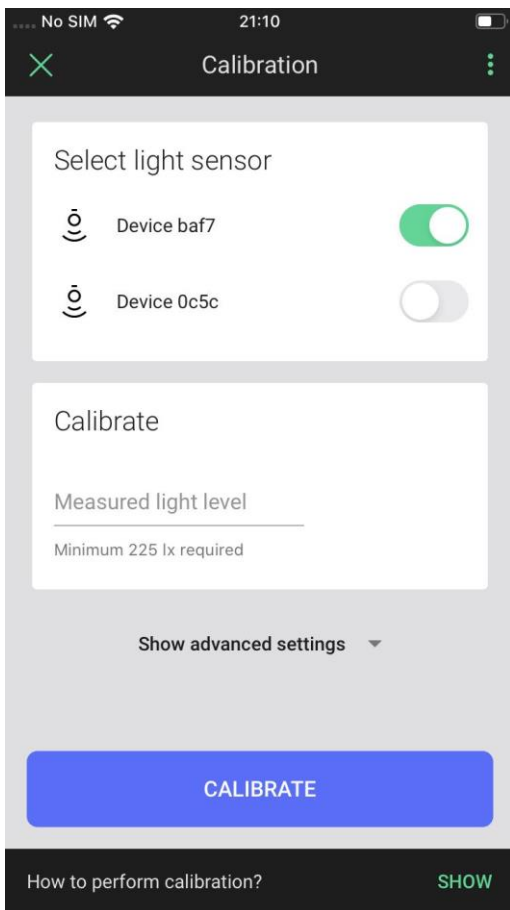 No SIM 21:10
Calibration
Select light sensor
Device baf7
Device 0c5c
Calibrate
Measured light level
Minimum 225 lx required
Show advanced settings
CALIBRATE
How to perform calibration? SHOW